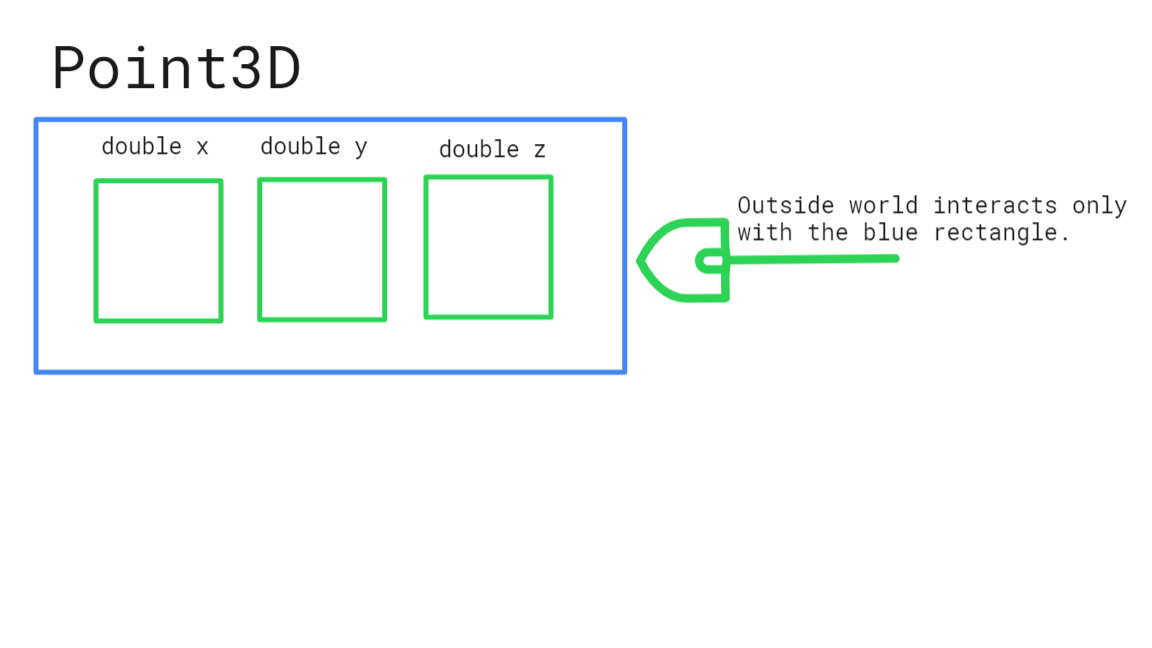 Point3D
double x
double y
double z
Outside world interacts only
with the blue rectangle.